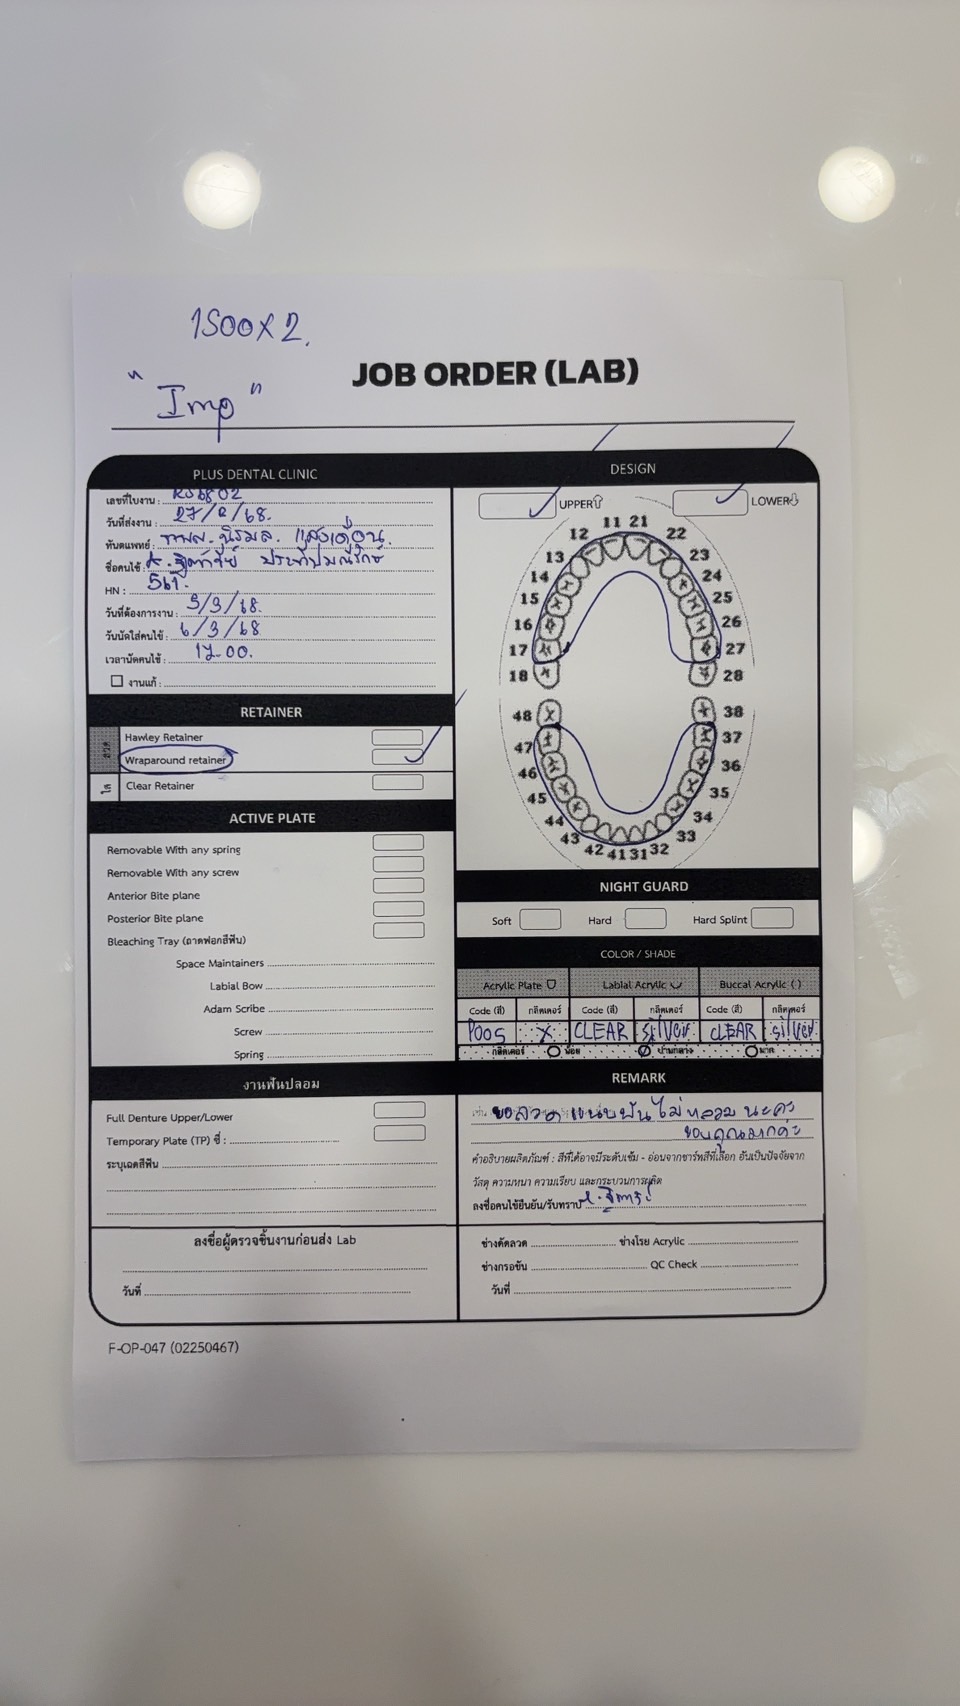 1500X2.
"Imp"
JOB ORDER (LAB)
PLUS DENTAL CLINIC
เลขที่ใบงาน :
วันที่ส่งงาน : 27/2/68.
ทันตแพทย์ : ทพญ.นิรมล. แสงเดือน.
ชื่อคนไข้ :
HN : 561.
วันที่ต้องการงาน : 5/3/68.
วันนัดใส่คนไข้ : 6/3/68
เวลานัดคนไข้ : 17.00.
งานแก้ :
RETAINER
ลวด
Hawley Retainer
Wraparound retainer
ใส
Clear Retainer
ACTIVE PLATE
Removable With any spring
Removable With any screw
Anterior Bite plane
Posterior Bite plane
Bleaching Tray (ถาดฟอกสีฟัน)
Space Maintainers
Labial Bow
Adam Scribe
Screw
Spring
งานฟันปลอม
Full Denture Upper/Lower
Temporary Plate (TP) ซี่ :
ระบุเฉดสีฟัน
ลงชื่อผู้ตรวจชิ้นงานก่อนส่ง Lab
วันที่
DESIGN
UPPER LOWER
11 21
12 22
13 23
14 24
15 25
16 26
17 27
18 28
48 38
47 37
46 36
45 35
44 34
43 33
42 41 31 32
NIGHT GUARD
Soft Hard Hard Splint
COLOR / SHADE
Acrylic Plate Labial Acrylic Buccal Acrylic ( )
Code (สี) กลิตเตอร์ Code (สี) กลิตเตอร์ Code (สี) กลิตเตอร์
P005 X CLEAR silver CLEAR silver
กลิตเตอร์ น้อย ปานกลาง มาก
REMARK
ขอลวดแนบฟันไม่หลวมนะคะ
ขอบคุณมากค่ะ
คำอธิบายผลิตภัณฑ์ : สีที่ได้อาจมีระดับเข้ม - อ่อนจากชาร์ทสีที่เลือก อันเป็นปัจจัยจาก
วัสดุ ความหนา ความเรียบ และกระบวนการผลิต
ลงชื่อคนไข้ยืนยัน/รับทราบ
ช่างดัดลวด ช่างโรย Acrylic
ช่างกรอขัน QC Check
วันที่
F-OP-047 (02250467)